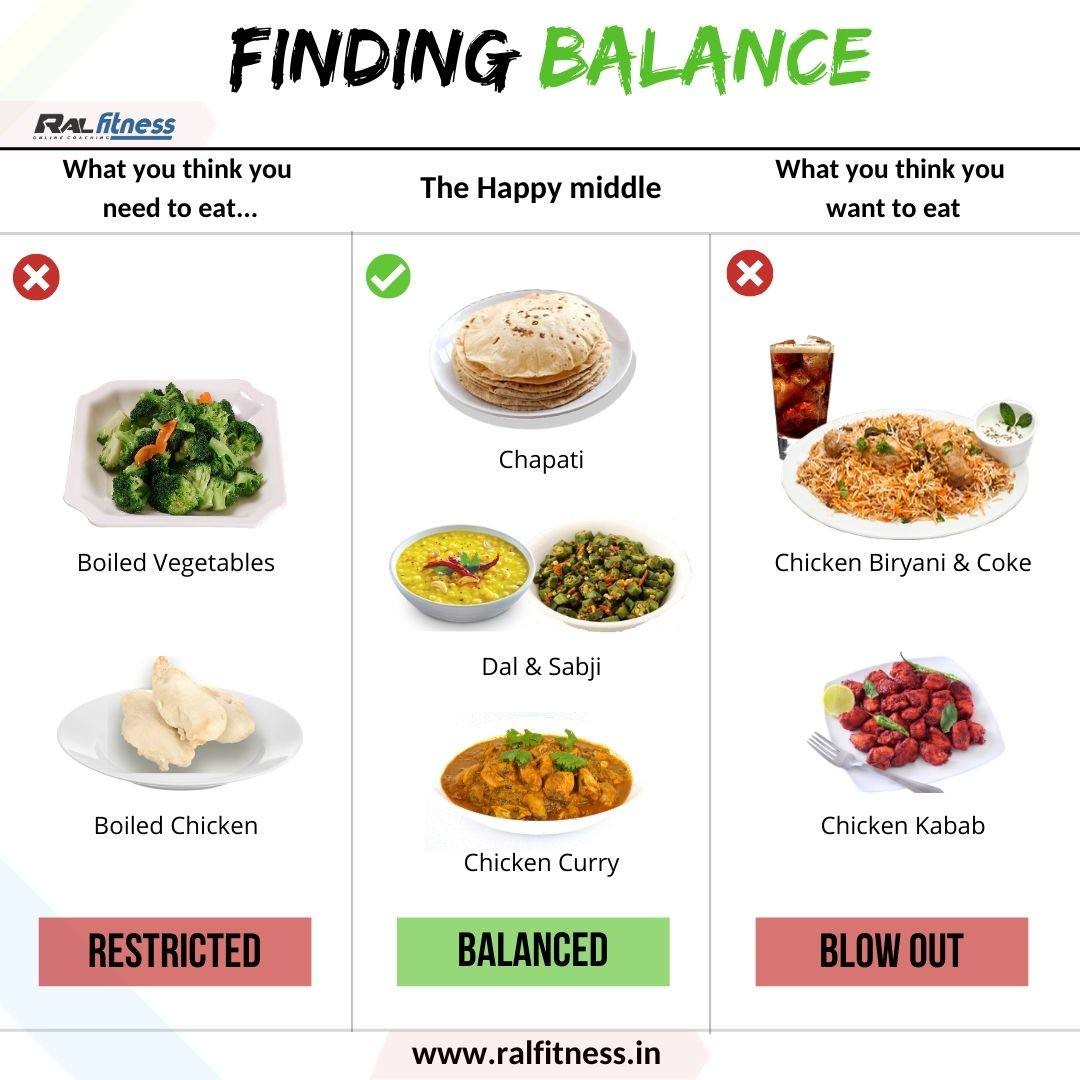 FINDING BALANCE
RAL fitness
ONLINE COACHING
What you think you
need to eat...
The Happy middle
What you think you
want to eat
Boiled Vegetables
Boiled Chicken
RESTRICTED
Chapati
Dal & Sabji
Chicken Curry
BALANCED
Chicken Biryani & Coke
Chicken Kabab
BLOW OUT
www.ralfitness.in